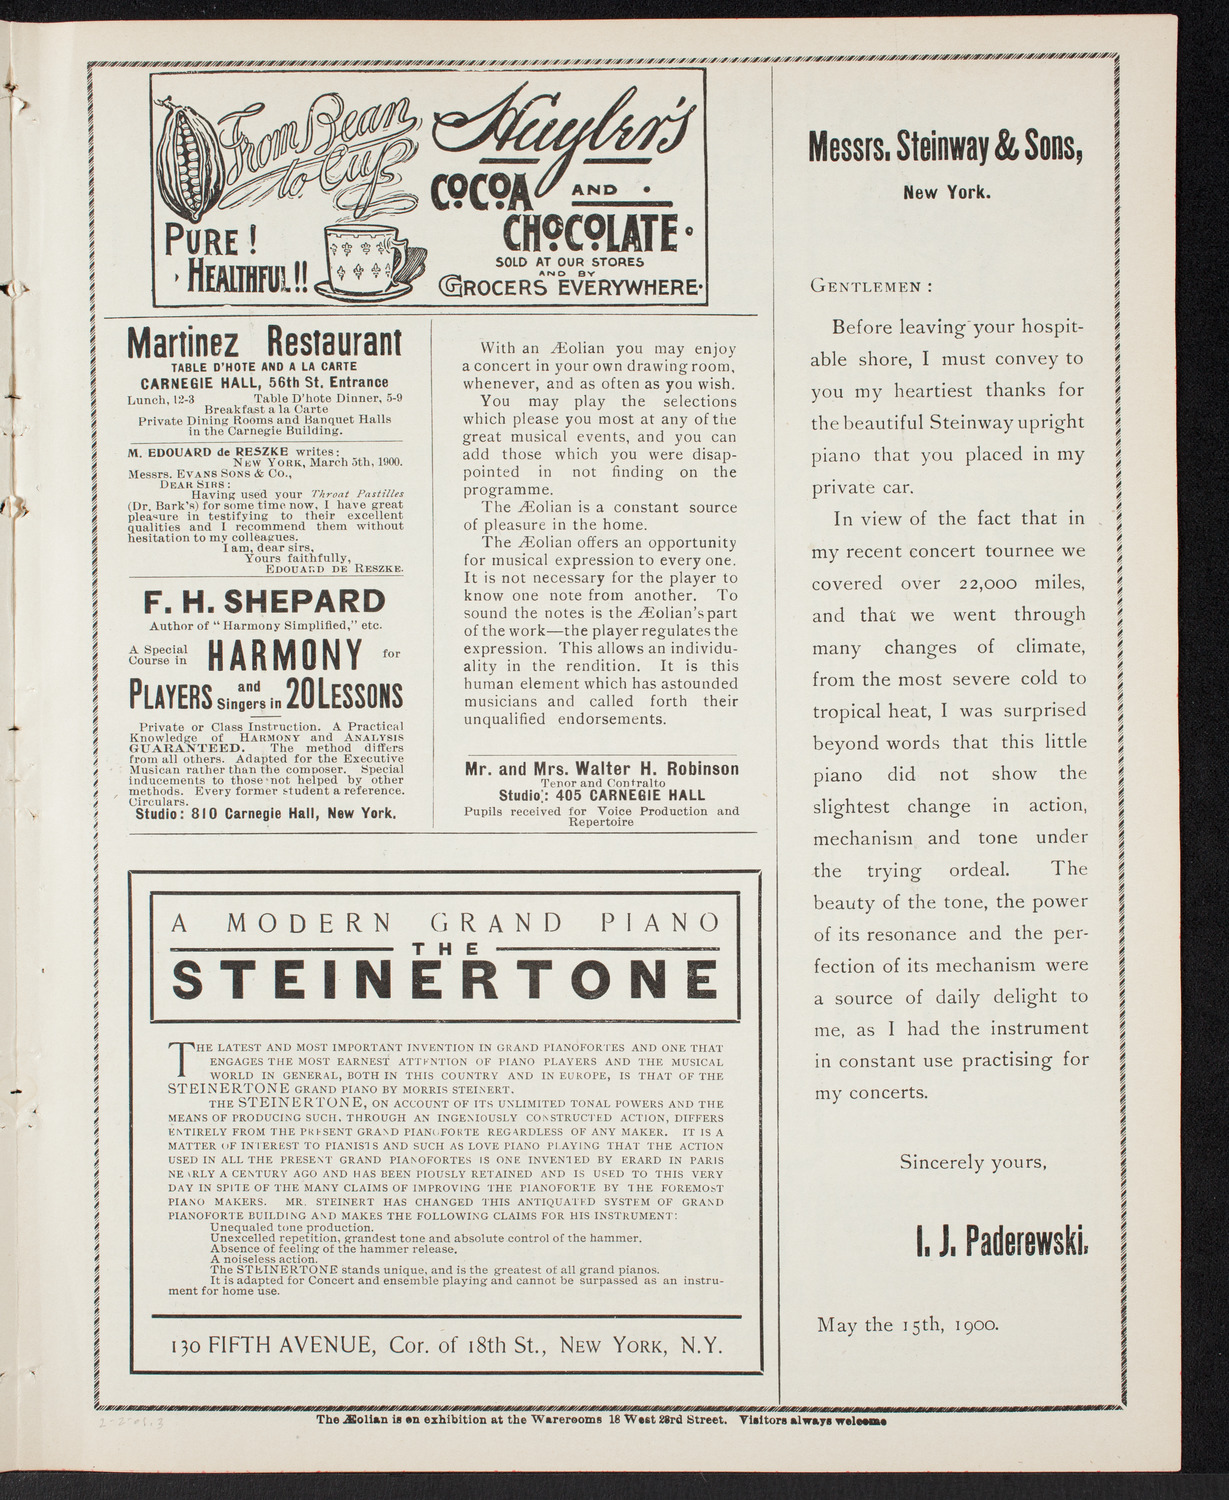 From Bean
to Cup
PURE!
HEALTHFUL!!
Huyler's
COCOA AND
CHOCOLATE
SOLD AT OUR STORES
AND BY
GROCERS EVERYWHERE
Martinez Restaurant
TABLE D'HOTE AND A LA CARTE
CARNEGIE HALL, 56th St. Entrance
Lunch, 12-3 Table D'hote Dinner, 5-9
Breakfast a la Carte
Private Dining Rooms and Banquet Halls
in the Carnegie Building.
M. EDOUARD de RESZKE writes:
NEW YORK, March 5th, 1900.
Messrs. EVANS SONS & Co.,
DEAR SIRS:
Having used your Throat Pastilles
(Dr. Bark's) for some time now, I have great
pleasure in testifying to their excellent
qualities and I recommend them without
hesitation to my colleagues.
I am, dear sirs,
Yours faithfully,
EDOUARD DE RESZKE.
F. H. SHEPARD
Author of "Harmony Simplified," etc.
A Special
Course in HARMONY for
PLAYERS and Singers in 20 LESSONS
Private or Class Instruction. A Practical
Knowledge of HARMONY and ANALYSIS
GUARANTEED. The method differs
from all others. Adapted for the Executive
Musican rather than the composer. Special
inducements to those not helped by other
methods. Every former student a reference.
Circulars.
Studio: 810 Carnegie Hall, New York.
With an Æolian you may enjoy
a concert in your own drawing room,
whenever, and as often as you wish.
You may play the selections
which please you most at any of the
great musical events, and you can
add those which you were disap-
pointed in not finding on the
programme.
The Æolian is a constant source
of pleasure in the home.
The Æolian offers an opportunity
for musical expression to every one.
It is not necessary for the player to
know one note from another. To
sound the notes is the Æolian's part
of the work—the player regulates the
expression. This allows an individu-
ality in the rendition. It is this
human element which has astounded
musicians and called forth their
unqualified endorsements.
Mr. and Mrs. Walter H. Robinson
Tenor and Contralto
Studio: 405 CARNEGIE HALL
Pupils received for Voice Production and
Repertoire
A MODERN GRAND PIANO
THE
STEINERTONE
THE LATEST AND MOST IMPORTANT INVENTION IN GRAND PIANOFORTES AND ONE THAT
ENGAGES THE MOST EARNEST ATTENTION OF PIANO PLAYERS AND THE MUSICAL
WORLD IN GENERAL, BOTH IN THIS COUNTRY AND IN EUROPE, IS THAT OF THE
STEINERTONE GRAND PIANO BY MORRIS STEINERT.
THE STEINERTONE, ON ACCOUNT OF ITS UNLIMITED TONAL POWERS AND THE
MEANS OF PRODUCING SUCH, THROUGH AN INGENIOUSLY CONSTRUCTED ACTION, DIFFERS
ENTIRELY FROM THE PRESENT GRAND PIANOFORTE REGARDLESS OF ANY MAKER. IT IS A
MATTER OF INTEREST TO PIANISTS AND SUCH AS LOVE PIANO PLAYING THAT THE ACTION
USED IN ALL THE PRESENT GRAND PIANOFORTES IS ONE INVENTED BY ERARD IN PARIS
NEARLY A CENTURY AGO AND HAS BEEN PIOUSLY RETAINED AND IS USED TO THIS VERY
DAY IN SPITE OF THE MANY CLAIMS OF IMPROVING THE PIANOFORTE BY THE FOREMOST
PIANO MAKERS. MR. STEINERT HAS CHANGED THIS ANTIQUATED SYSTEM OF GRAND
PIANOFORTE BUILDING AND MAKES THE FOLLOWING CLAIMS FOR HIS INSTRUMENT:
Unequaled tone production.
Unexcelled repetition, grandest tone and absolute control of the hammer.
Absence of feeling of the hammer release.
A noiseless action.
The STEINERTONE stands unique, and is the greatest of all grand pianos.
It is adapted for Concert and ensemble playing and cannot be surpassed as an instru-
ment for home use.
130 FIFTH AVENUE, Cor. of 18th St., NEW YORK, N.Y.
Messrs. Steinway & Sons,
New York.
GENTLEMEN:
Before leaving your hospit-
able shore, I must convey to
you my heartiest thanks for
the beautiful Steinway upright
piano that you placed in my
private car.
In view of the fact that in
my recent concert tournee we
covered over 22,000 miles,
and that we went through
many changes of climate,
from the most severe cold to
tropical heat, I was surprised
beyond words that this little
piano did not show the
slightest change in action,
mechanism and tone under
the trying ordeal. The
beauty of the tone, the power
of its resonance and the per-
fection of its mechanism were
a source of daily delight to
me, as I had the instrument
in constant use practising for
my concerts.
Sincerely yours,
I. J. Paderewski.
May the 15th, 1900.
The Æolian is on exhibition at the Warerooms 18 West 23rd Street. Visitors always welcome